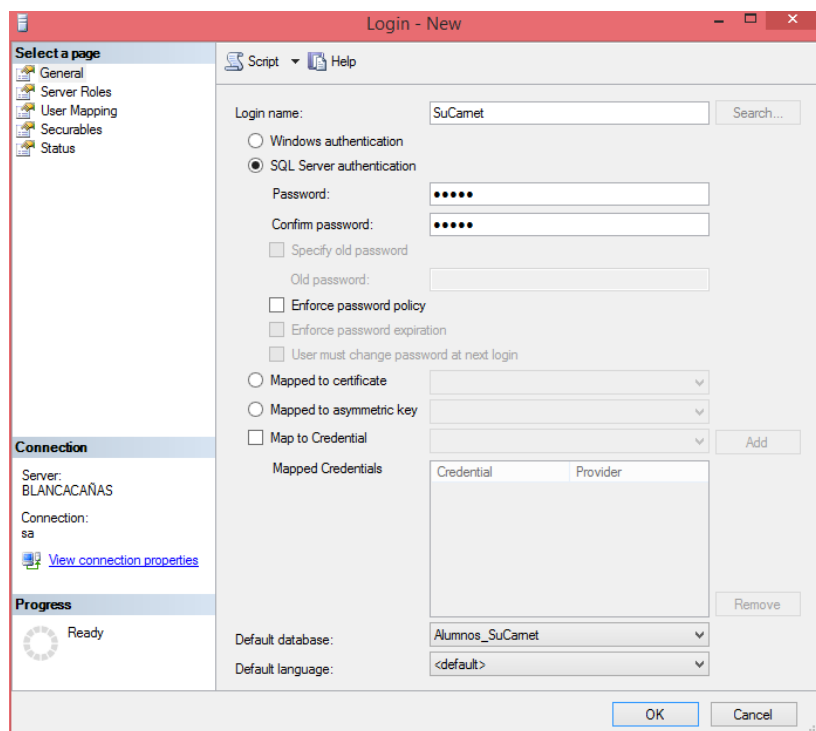 Login - New
Select a page
General
Server Roles
User Mapping
Securables
Status
Script
Help
Login name:
SuCarnet
Search...
Windows authentication
SQL Server authentication
Password:
•••••
Confirm password:
•••••
Specify old password
Old password:
Enforce password policy
Enforce password expiration
User must change password at next login
Mapped to certificate
Mapped to asymmetric key
Map to Credential
Add
Mapped Credentials
Credential Provider
Remove
Default database:
Alumnos_SuCarnet
Default language:
<default>
Connection
Server:
BLANCACAÑAS
Connection:
sa
View connection properties
Progress
Ready
OK
Cancel